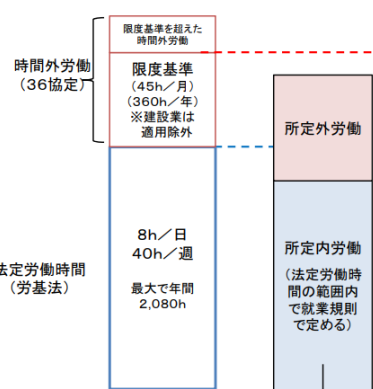 限度基準を超えた
時間外労働
時間外労働
（36協定）
限度基準
（45h／月）
（360h／年）
※建設業は
適用除外
所定外労働
8h／日
40h／週
最大で年間
2,080h
法定労働時間
（労基法）
所定内労働
（法定労働時
間の範囲内
で就業規則
で定める）